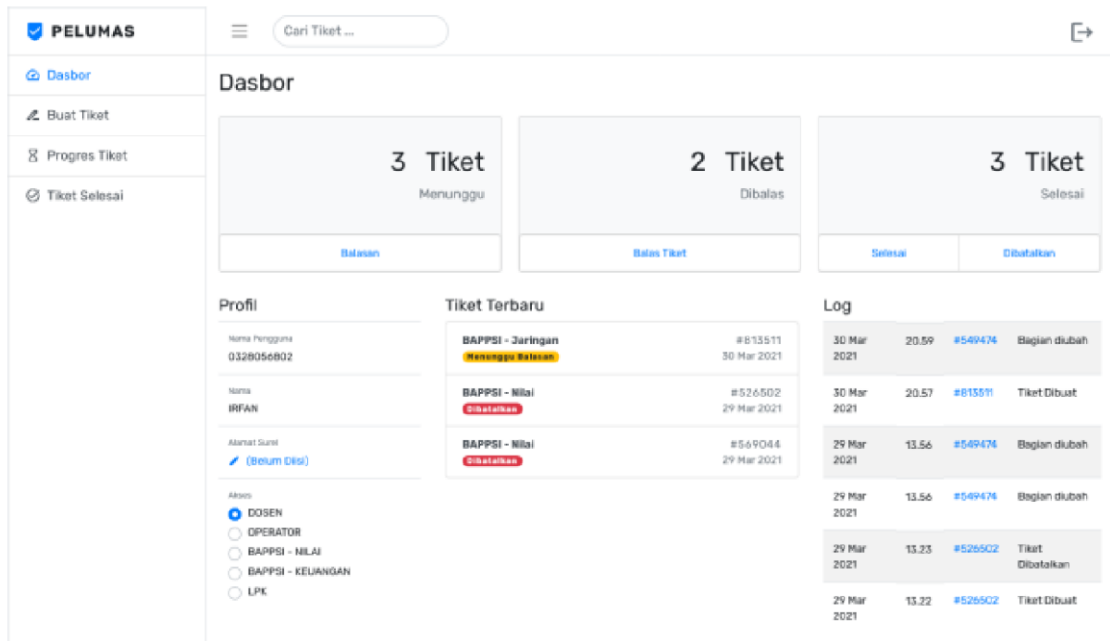 PELUMAS
Cari Tiket ...
Dasbor
Buat Tiket
Progres Tiket
Tiket Selesai
Dasbor
3 Tiket
Menunggu
Balasan
2 Tiket
Dibalas
Balas Tiket
3 Tiket
Selesai
Selesai
Dibatalkan
Profil
Nama Pengguna
0328056802
Nama
IRFAN
Alamat Surel
(Belum Diisi)
Akses
DOSEN
OPERATOR
BAPPSI - NILAI
BAPPSI - KEUANGAN
LPK
Tiket Terbaru
BAPPSI - Jaringan #813511
Menunggu Balasan 30 Mar 2021
BAPPSI - Nilai #526502
Dibatalkan 29 Mar 2021
BAPPSI - Nilai #569044
Dibatalkan 29 Mar 2021
Log
30 Mar 20.59 #549474 Bagian diubah
2021
30 Mar 20.57 #813511 Tiket Dibuat
2021
29 Mar 13.56 #549474 Bagian diubah
2021
29 Mar 13.56 #549474 Bagian diubah
2021
29 Mar 13.23 #526502 Tiket
2021 Dibatalkan
29 Mar 13.22 #526502 Tiket Dibuat
2021